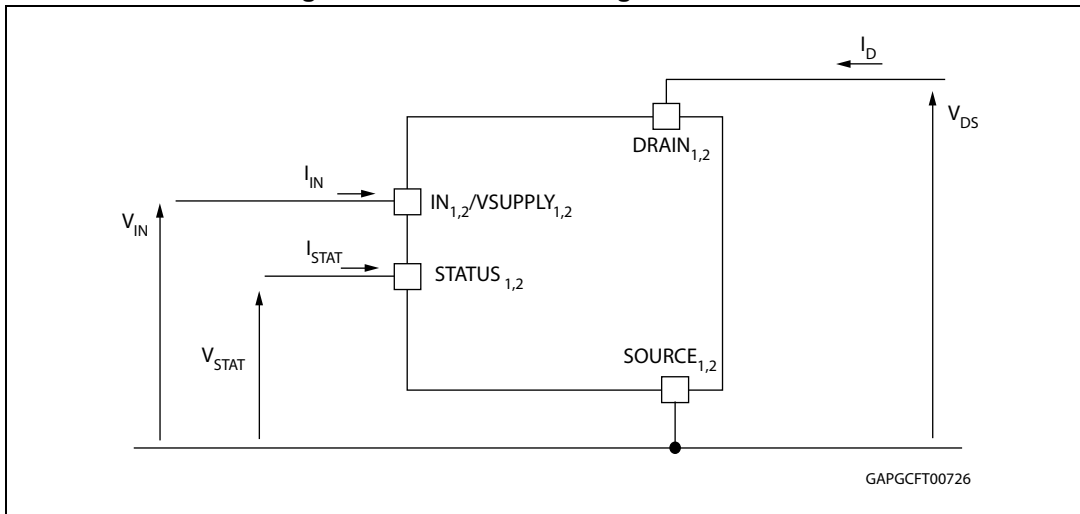 I_D
V_DS
DRAIN_1,2
I_IN
IN_1,2/VSUPPLY_1,2
V_IN
I_STAT
STATUS_1,2
V_STAT
SOURCE_1,2
GAPGCFT00726